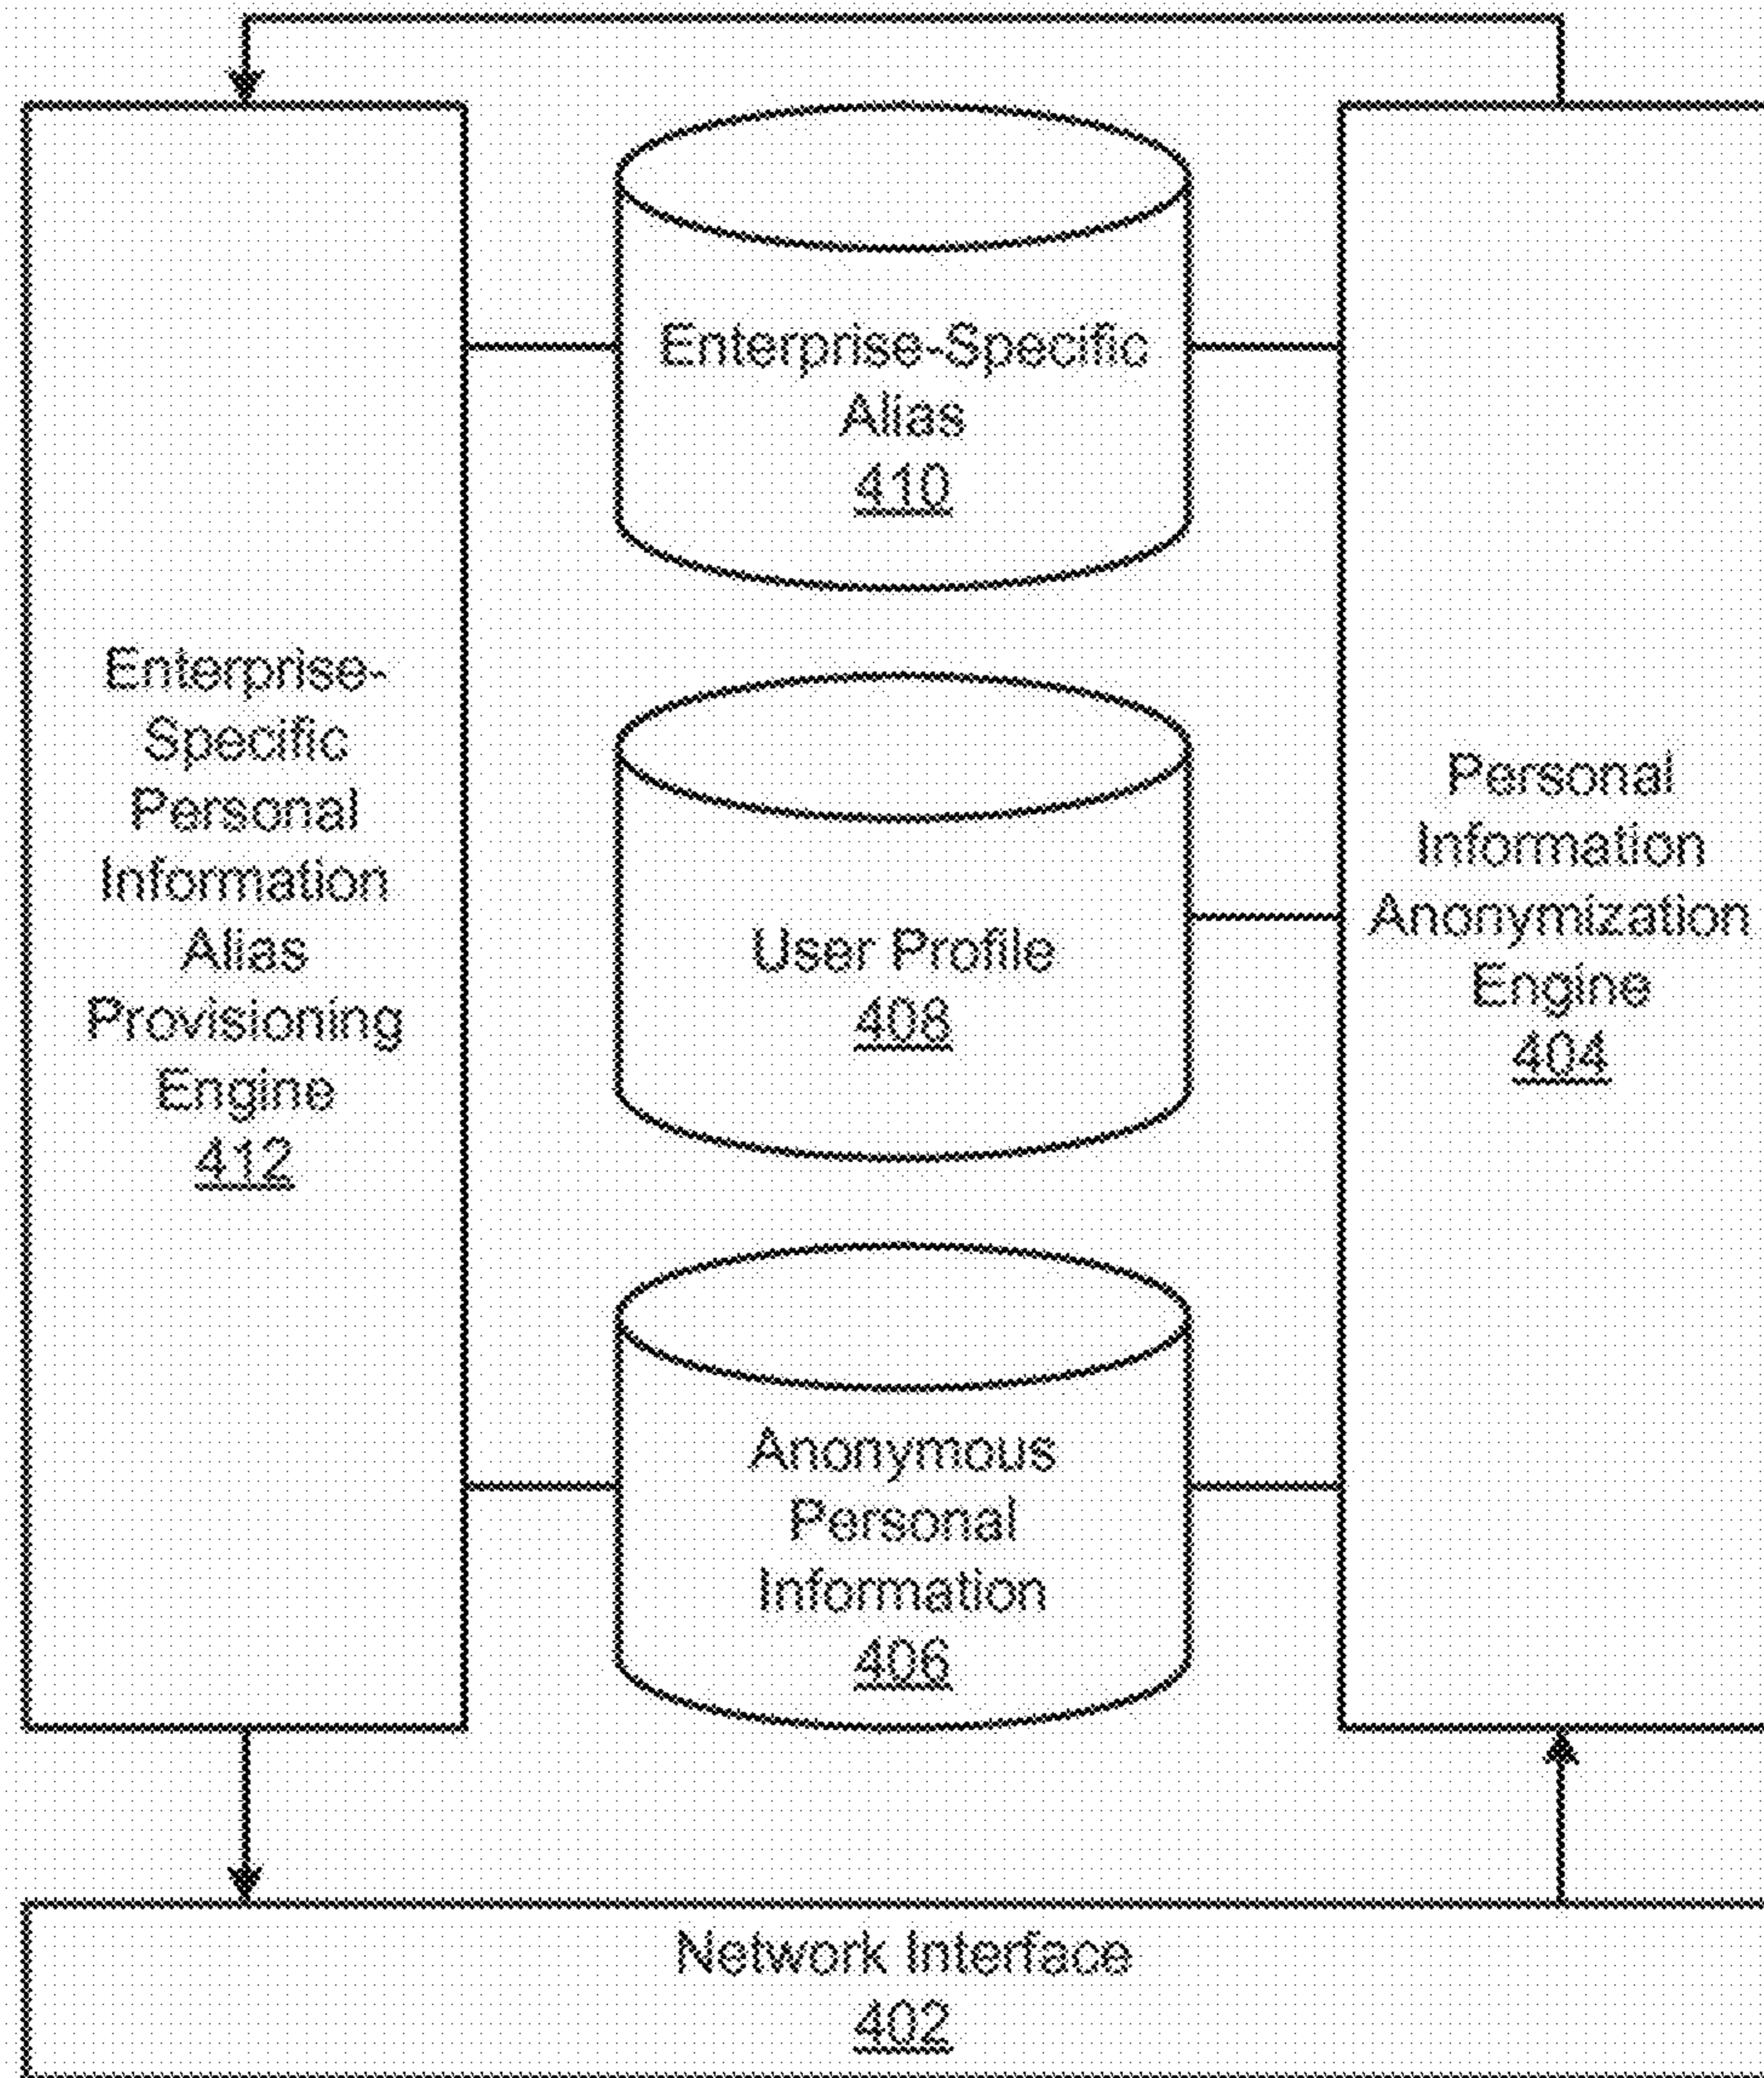 Enterprise-Specific
Alias
410
Enterprise-
Specific
Personal
Information
Alias
Provisioning
Engine
412
User Profile
408
Personal
Information
Anonymization
Engine
404
Anonymous
Personal
Information
406
Network Interface
402